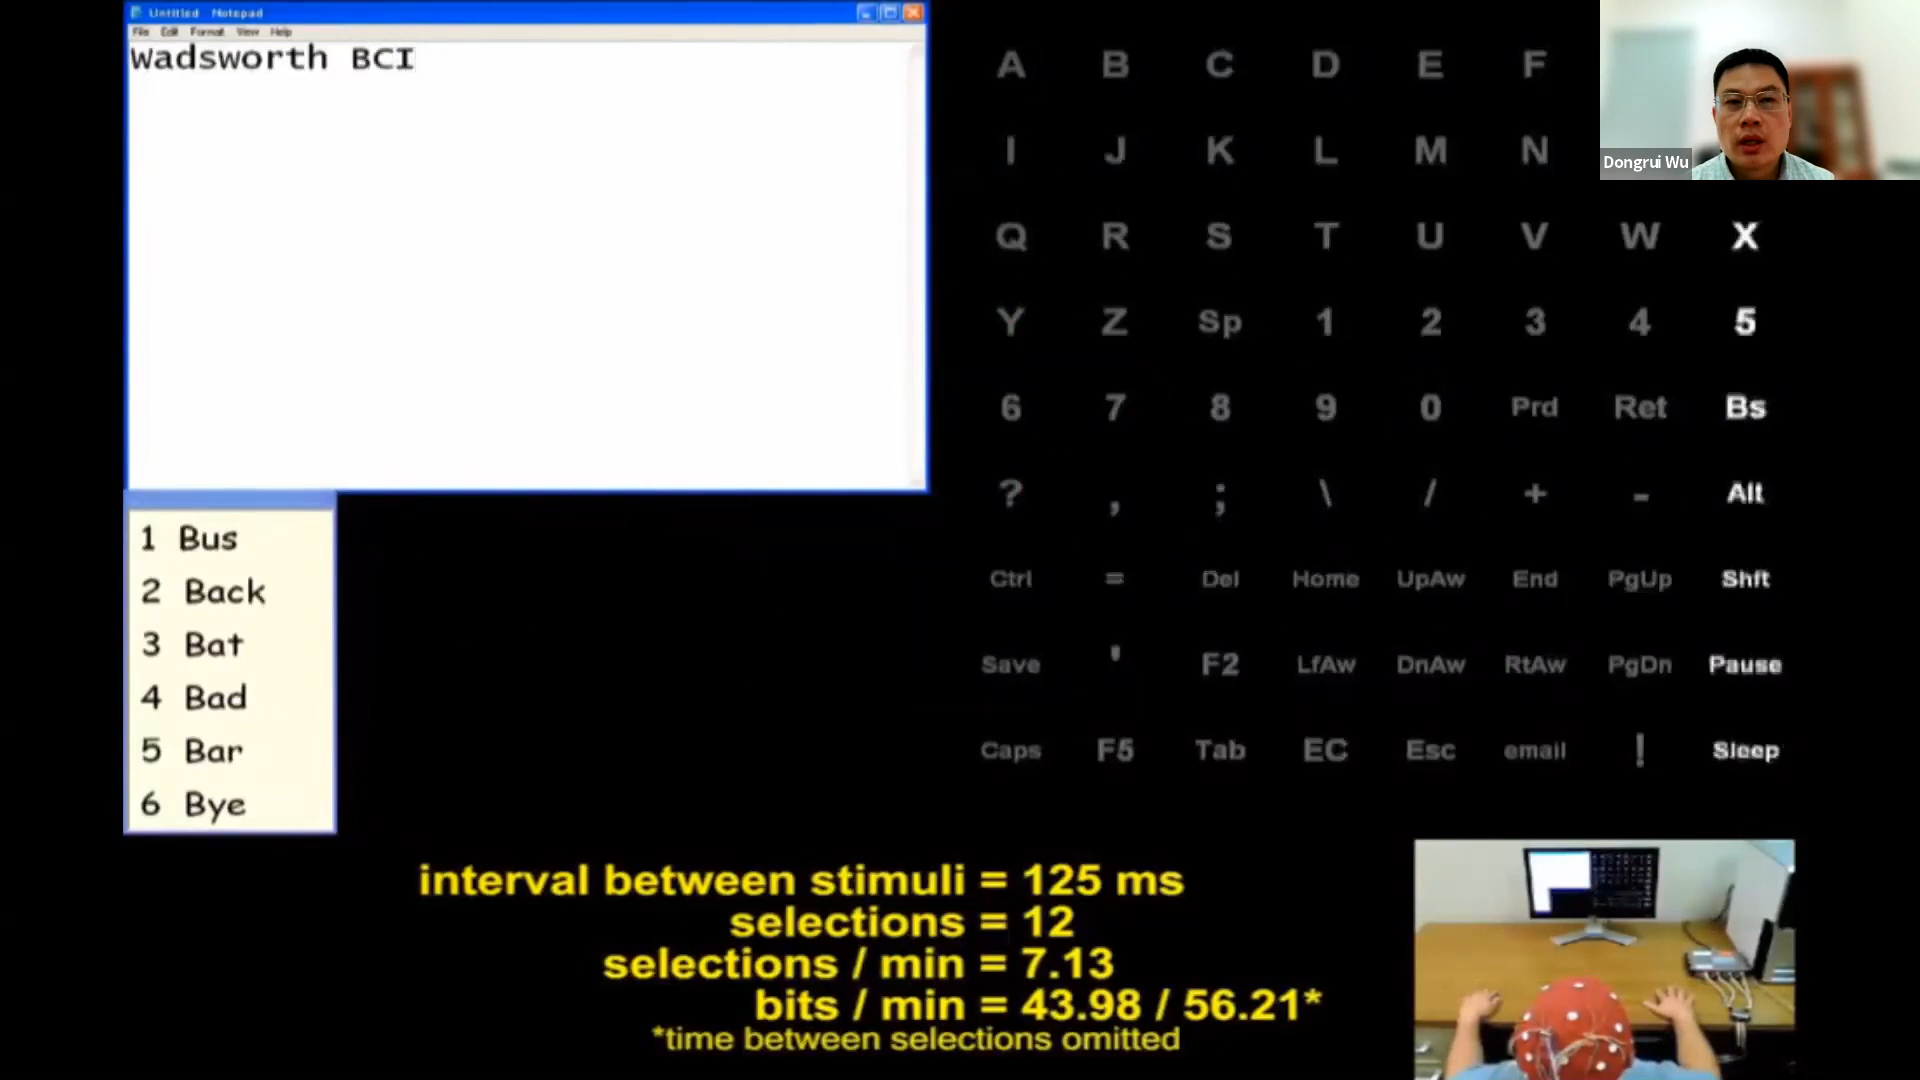 Untitled Notepad
File Edit Format View Help
Wadsworth BCI
1 Bus
2 Back
3 Bat
4 Bad
5 Bar
6 Bye
A B C D E F
I J K L M N
Q R S T U V W X
Y Z Sp 1 2 3 4 5
6 7 8 9 0 Prd Ret Bs
? , ; \ / + - Alt
Ctrl = Del Home UpAw End PgUp Shft
Save ' F2 LfAw DnAw RtAw PgDn Pause
Caps F5 Tab EC Esc email ! Sleep
Dongrui Wu
interval between stimuli = 125 ms
selections = 12
selections / min = 7.13
bits / min = 43.98 / 56.21*
*time between selections omitted